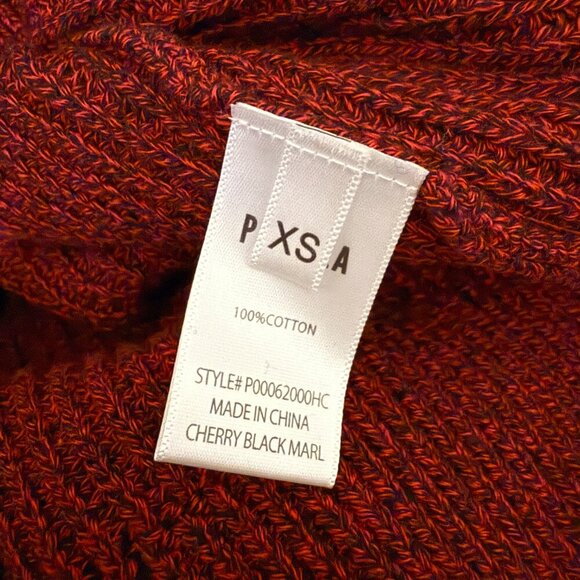 XS
100%COTTON
STYLE# P00062000HC
MADE IN CHINA
CHERRY BLACK MARL